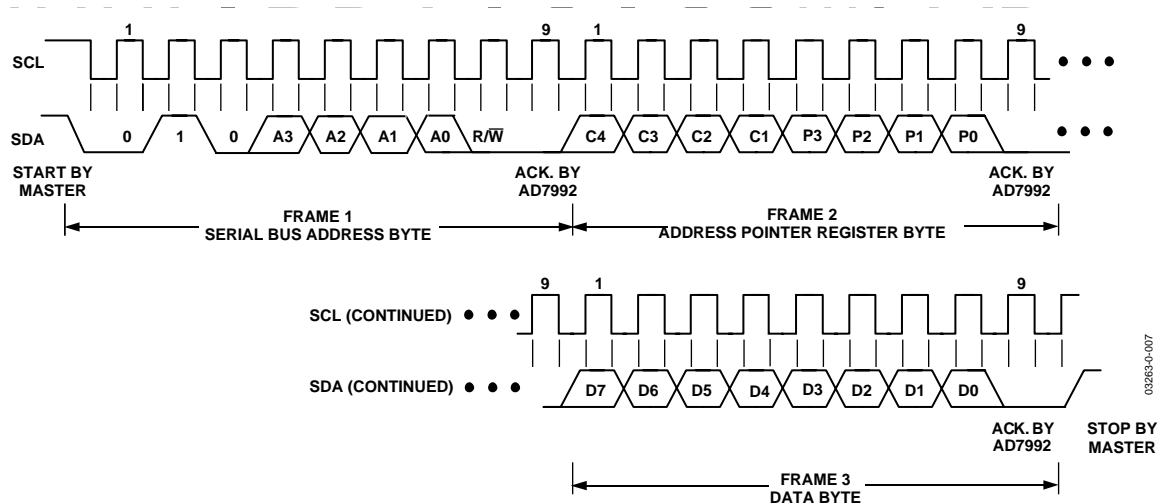 1 9 1 9
SCL
SDA 0 1 0 A3 A2 A1 A0 R/W̅ C4 C3 C2 C1 P3 P2 P1 P0
START BY
MASTER
ACK. BY
AD7992
ACK. BY
AD7992
FRAME 1
SERIAL BUS ADDRESS BYTE
FRAME 2
ADDRESS POINTER REGISTER BYTE
9 1 9
SCL (CONTINUED)
SDA (CONTINUED) D7 D6 D5 D4 D3 D2 D1 D0
ACK. BY
AD7992
STOP BY
MASTER
FRAME 3
DATA BYTE
03263-0-007